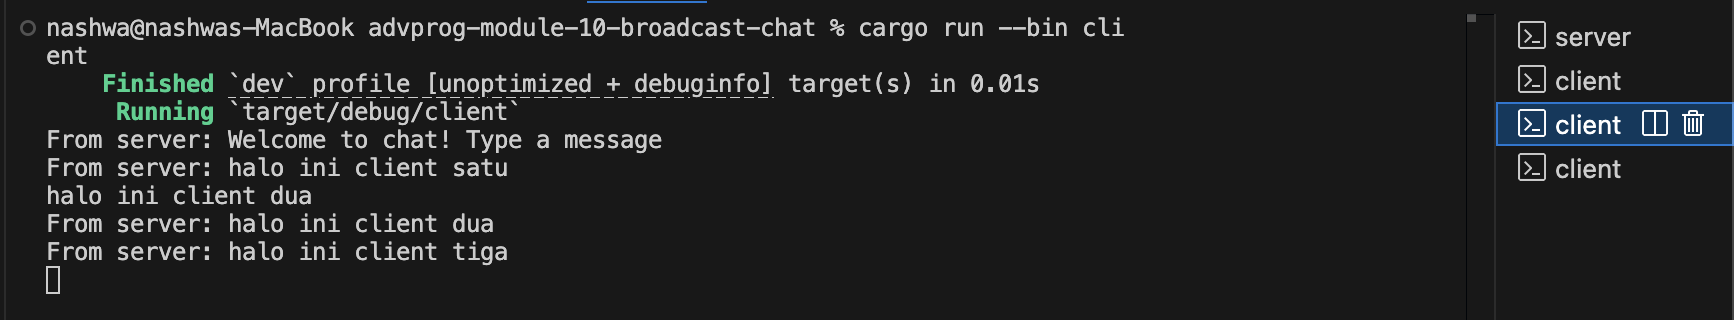 nashwa@nashwas-MacBook advprog-module-10-broadcast-chat % cargo run --bin cli
ent
Finished `dev` profile [unoptimized + debuginfo] target(s) in 0.01s
Running `target/debug/client`
From server: Welcome to chat! Type a message
From server: halo ini client satu
halo ini client dua
From server: halo ini client dua
From server: halo ini client tiga
server
client
client
client